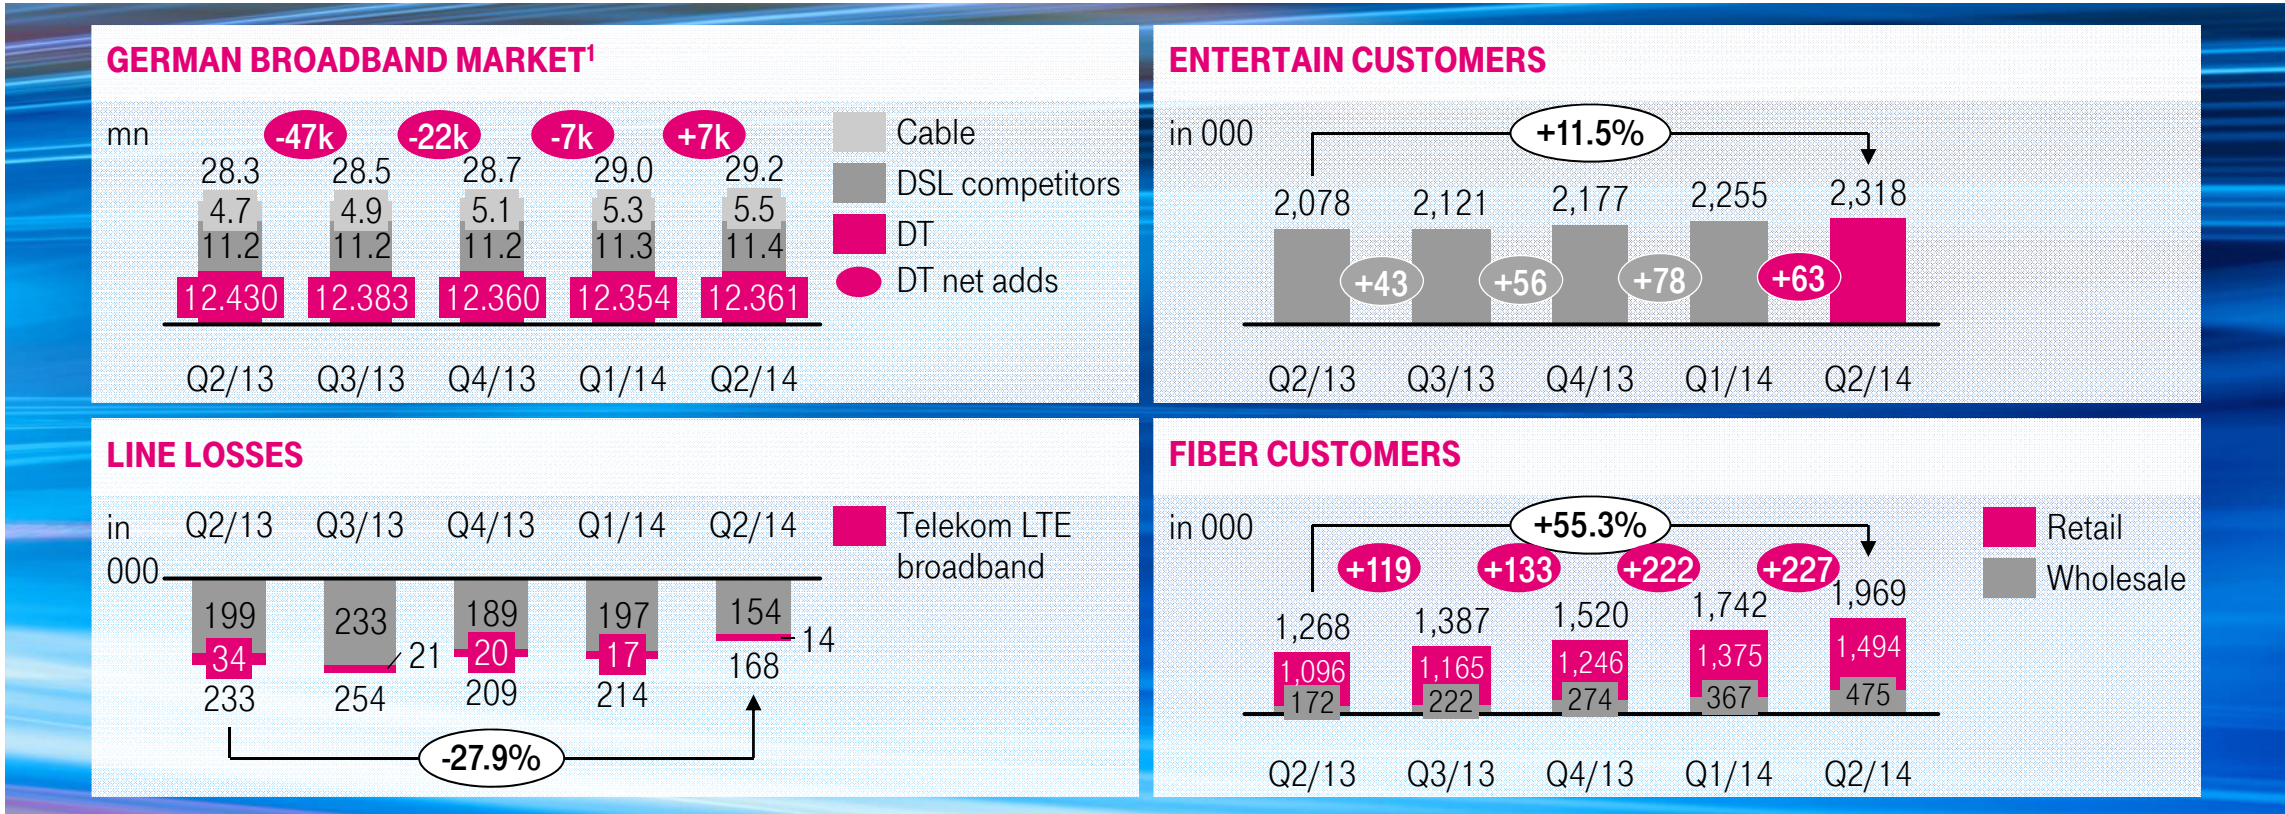 GERMAN BROADBAND MARKET¹
mn
-47k -22k -7k +7k
28.3 28.5 28.7 29.0 29.2
4.7 4.9 5.1 5.3 5.5
11.2 11.2 11.2 11.3 11.4
12.430 12.383 12.360 12.354 12.361
Q2/13 Q3/13 Q4/13 Q1/14 Q2/14
Cable
DSL competitors
DT
DT net adds
ENTERTAIN CUSTOMERS
in 000
+11.5%
2,078 2,121 2,177 2,255 2,318
+43 +56 +78 +63
Q2/13 Q3/13 Q4/13 Q1/14 Q2/14
LINE LOSSES
in
000
Q2/13 Q3/13 Q4/13 Q1/14 Q2/14
199 233 189 197 154
34 21 20 17 14
233 254 209 214 168
-27.9%
Telekom LTE
broadband
FIBER CUSTOMERS
in 000
+55.3%
+119 +133 +222 +227
1,268 1,387 1,520 1,742 1,969
1,096 1,165 1,246 1,375 1,494
172 222 274 367 475
Q2/13 Q3/13 Q4/13 Q1/14 Q2/14
Retail
Wholesale